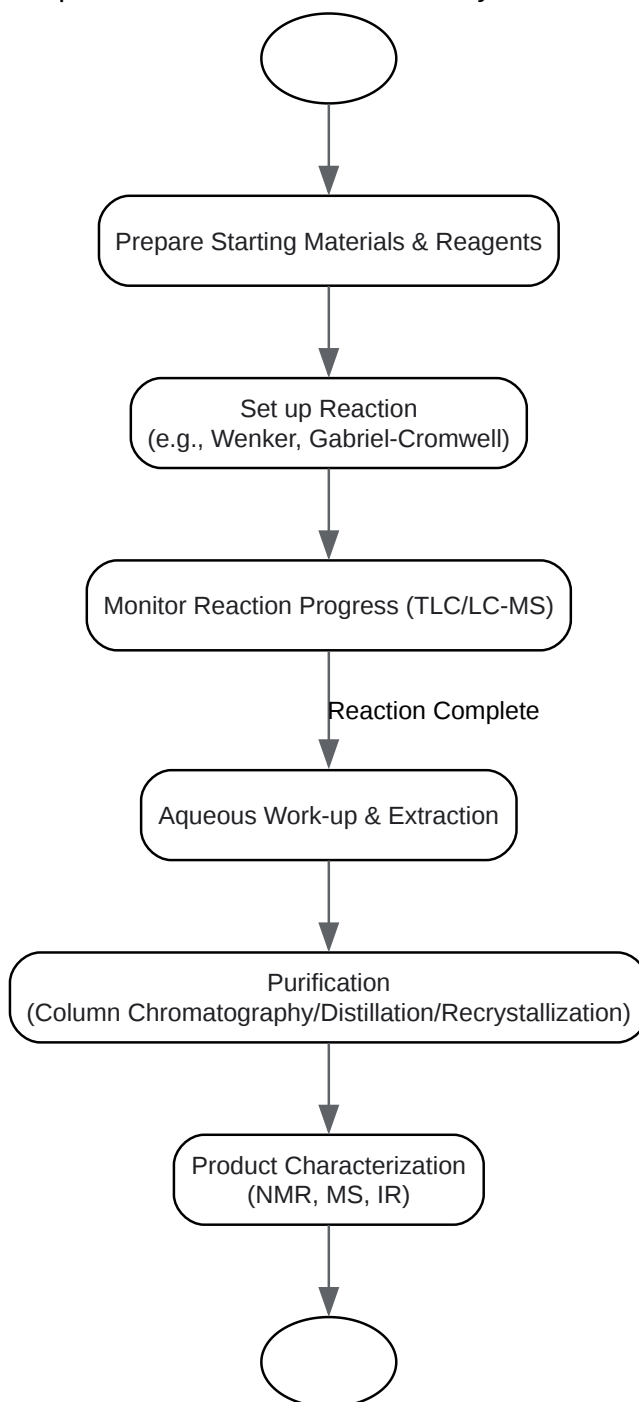 Prepare Starting Materials & Reagents
Set up Reaction
(e.g., Wenker, Gabriel-Cromwell)
Monitor Reaction Progress (TLC/LC-MS)
Reaction Complete
Aqueous Work-up & Extraction
Purification
(Column Chromatography/Distillation/Recrystallization)
Product Characterization
(NMR, MS, IR)